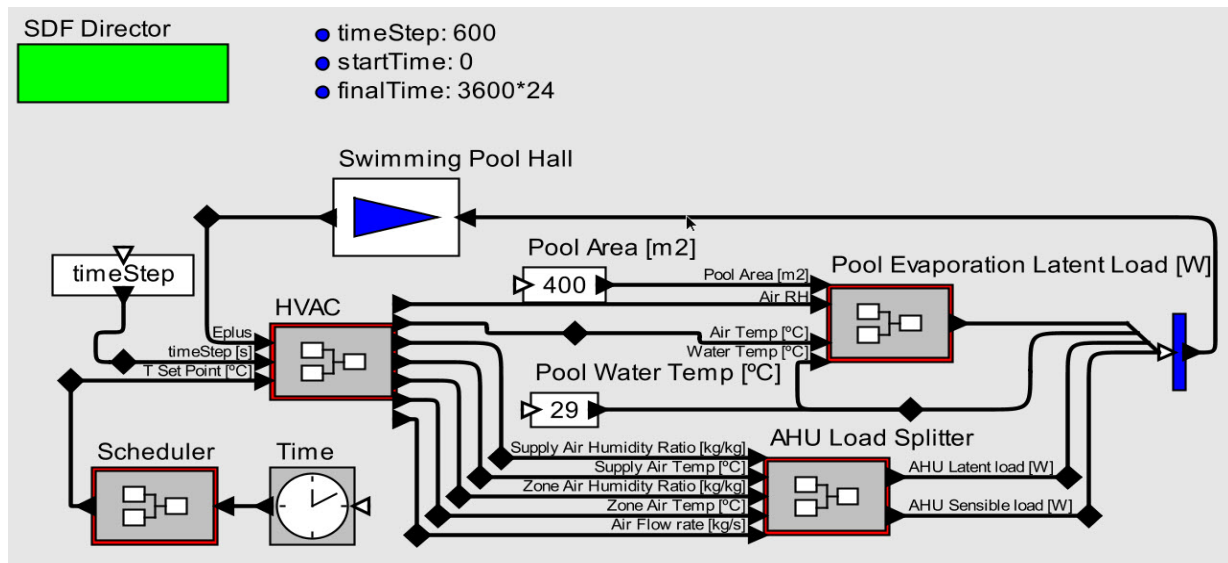 SDF Director
timeStep: 600
startTime: 0
finalTime: 3600*24
Swimming Pool Hall
timeStep
Pool Area [m2]
400
Pool Area [m2]
Air RH
Pool Evaporation Latent Load [W]
HVAC
Eplus
timeStep [s]
T Set Point [ºC]
Air Temp [ºC]
Water Temp [ºC]
Pool Water Temp [ºC]
29
Scheduler
Time
Supply Air Humidity Ratio [kg/kg]
Supply Air Temp [ºC]
Zone Air Humidity Ratio [kg/kg]
Zone Air Temp [ºC]
Air Flow rate [kg/s]
AHU Load Splitter
AHU Latent load [W]
AHU Sensible load [W]